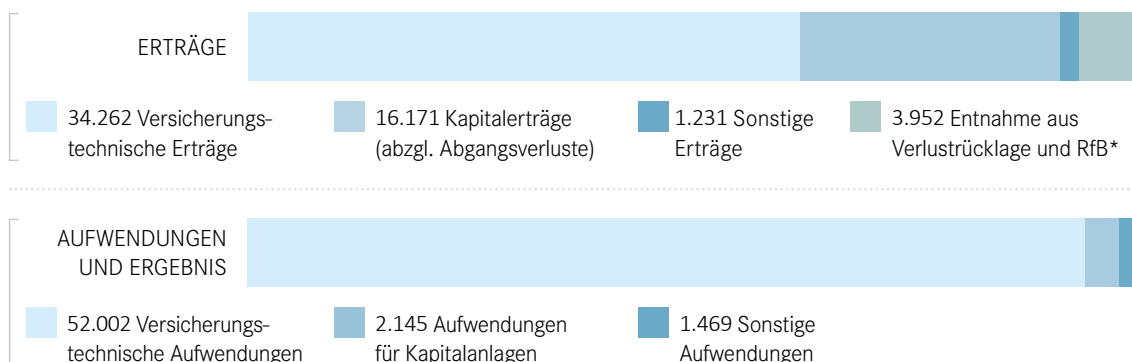 ERTRÄGE
34.262 Versicherungs-
technische Erträge
16.171 Kapitalerträge
(abzgl. Abgangsverluste)
1.231 Sonstige
Erträge
3.952 Entnahme aus
Verlustrücklage und RfB*
AUFWENDUNGEN
UND ERGEBNIS
52.002 Versicherungs-
technische Aufwendungen
2.145 Aufwendungen
für Kapitalanlagen
1.469 Sonstige
Aufwendungen